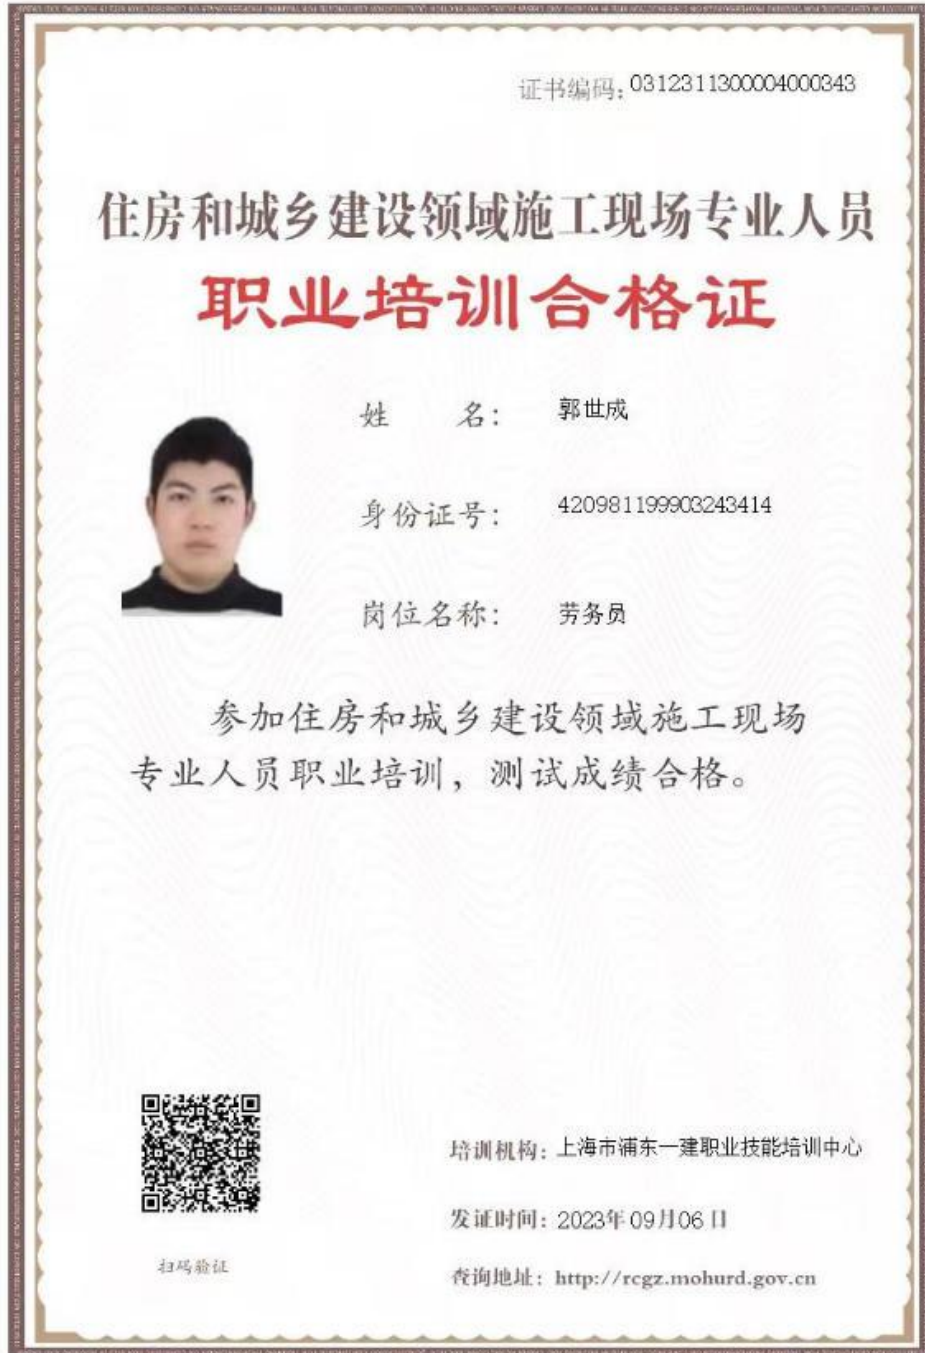 证书编码：0312311300004000343
住房和城乡建设领域施工现场专业人员
职业培训合格证
姓 名： 郭世成
身份证号： 420981199903243414
岗位名称： 劳务员
参加住房和城乡建设领域施工现场
专业人员职业培训，测试成绩合格。
培训机构：上海市浦东一建职业技能培训中心
发证时间：2023年09月06日
扫码验证
查询地址：http://rcgz.mohurd.gov.cn